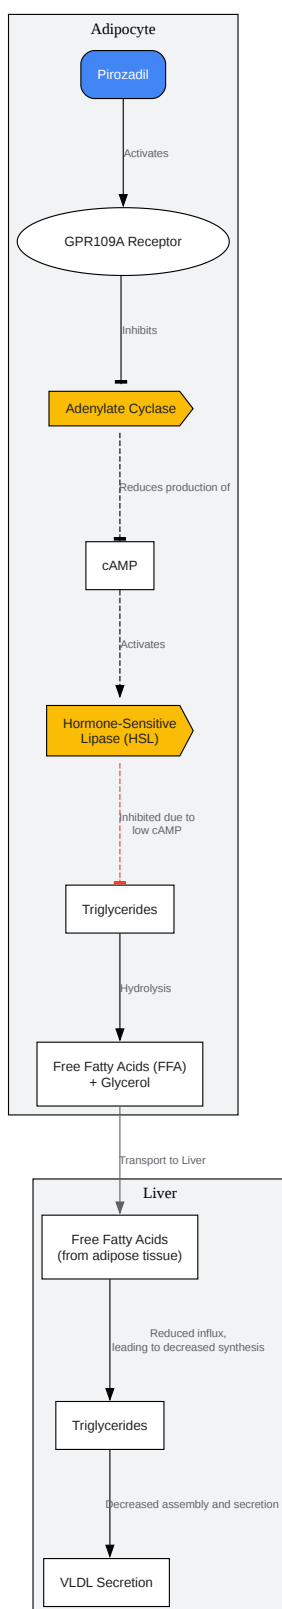 Adipocyte
Pirozadil
Activates
GPR109A Receptor
Inhibits
Adenylate Cyclase
Reduces production of
cAMP
Activates
Hormone-Sensitive
Lipase (HSL)
Inhibited due to
low cAMP
Triglycerides
Hydrolysis
Free Fatty Acids (FFA)
+ Glycerol
Transport to Liver
Liver
Free Fatty Acids
(from adipose tissue)
Reduced influx,
leading to decreased synthesis
Triglycerides
Decreased assembly and secretion
VLDL Secretion